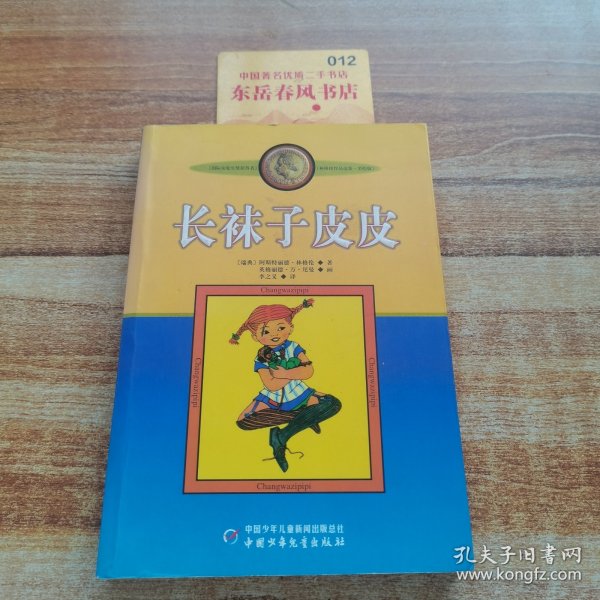 012
中国著名优质二手书店
东岳春风书店
长袜子皮皮
〔瑞典〕阿斯特丽德·林格伦 ◆ 著
英格丽德·万·尼曼 ◆ 画
李之义 ◆ 译
Changwazipipi
Changwazipipi
Changwazipipi
Changwazipipi
中国少年儿童新闻出版总社
中国少年儿童出版社
孔夫子旧书网
www.kongfz.com